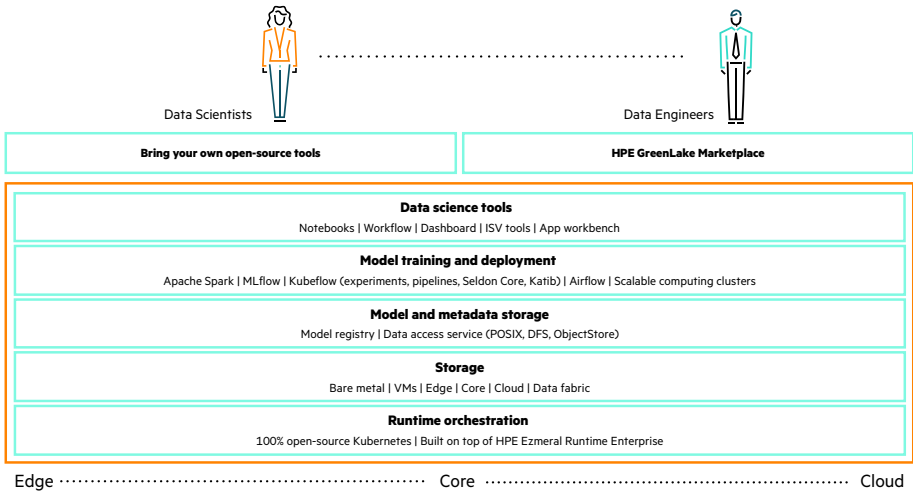 Data Scientists
Data Engineers
Bring your own open-source tools
HPE GreenLake Marketplace
Data science tools
Notebooks | Workflow | Dashboard | ISV tools | App workbench
Model training and deployment
Apache Spark | MLflow | Kubeflow (experiments, pipelines, Seldon Core, Katib) | Airflow | Scalable computing clusters
Model and metadata storage
Model registry | Data access service (POSIX, DFS, ObjectStore)
Storage
Bare metal | VMs | Edge | Core | Cloud | Data fabric
Runtime orchestration
100% open-source Kubernetes | Built on top of HPE Ezmeral Runtime Enterprise
Edge
Core
Cloud